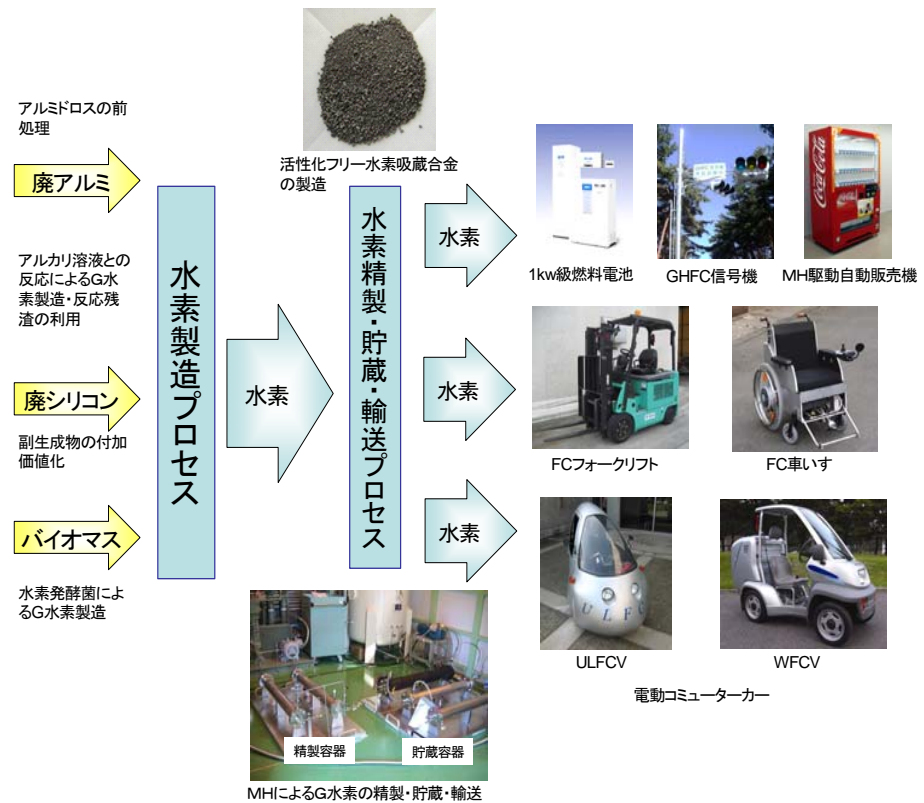 アルミドロスの前
処理
廃アルミ
アルカリ溶液との
反応によるG水
素製造・反応残
渣の利用
廃シリコン
副生成物の付加
価値化
バイオマス
水素発酵菌によ
るG水素製造
水素製造プロセス
水素
活性化フリー水素吸蔵合金
の製造
水素精製・貯蔵・輸送プロセス
精製容器
貯蔵容器
MHによるG水素の精製・貯蔵・輸送
水素
1kw級燃料電池
GHFC信号機
Coca-Cola
MH駆動自動販売機
水素
FCフォークリフト
FC車いす
水素
ULFC
ULFCV
WFCV
電動コミューターカー